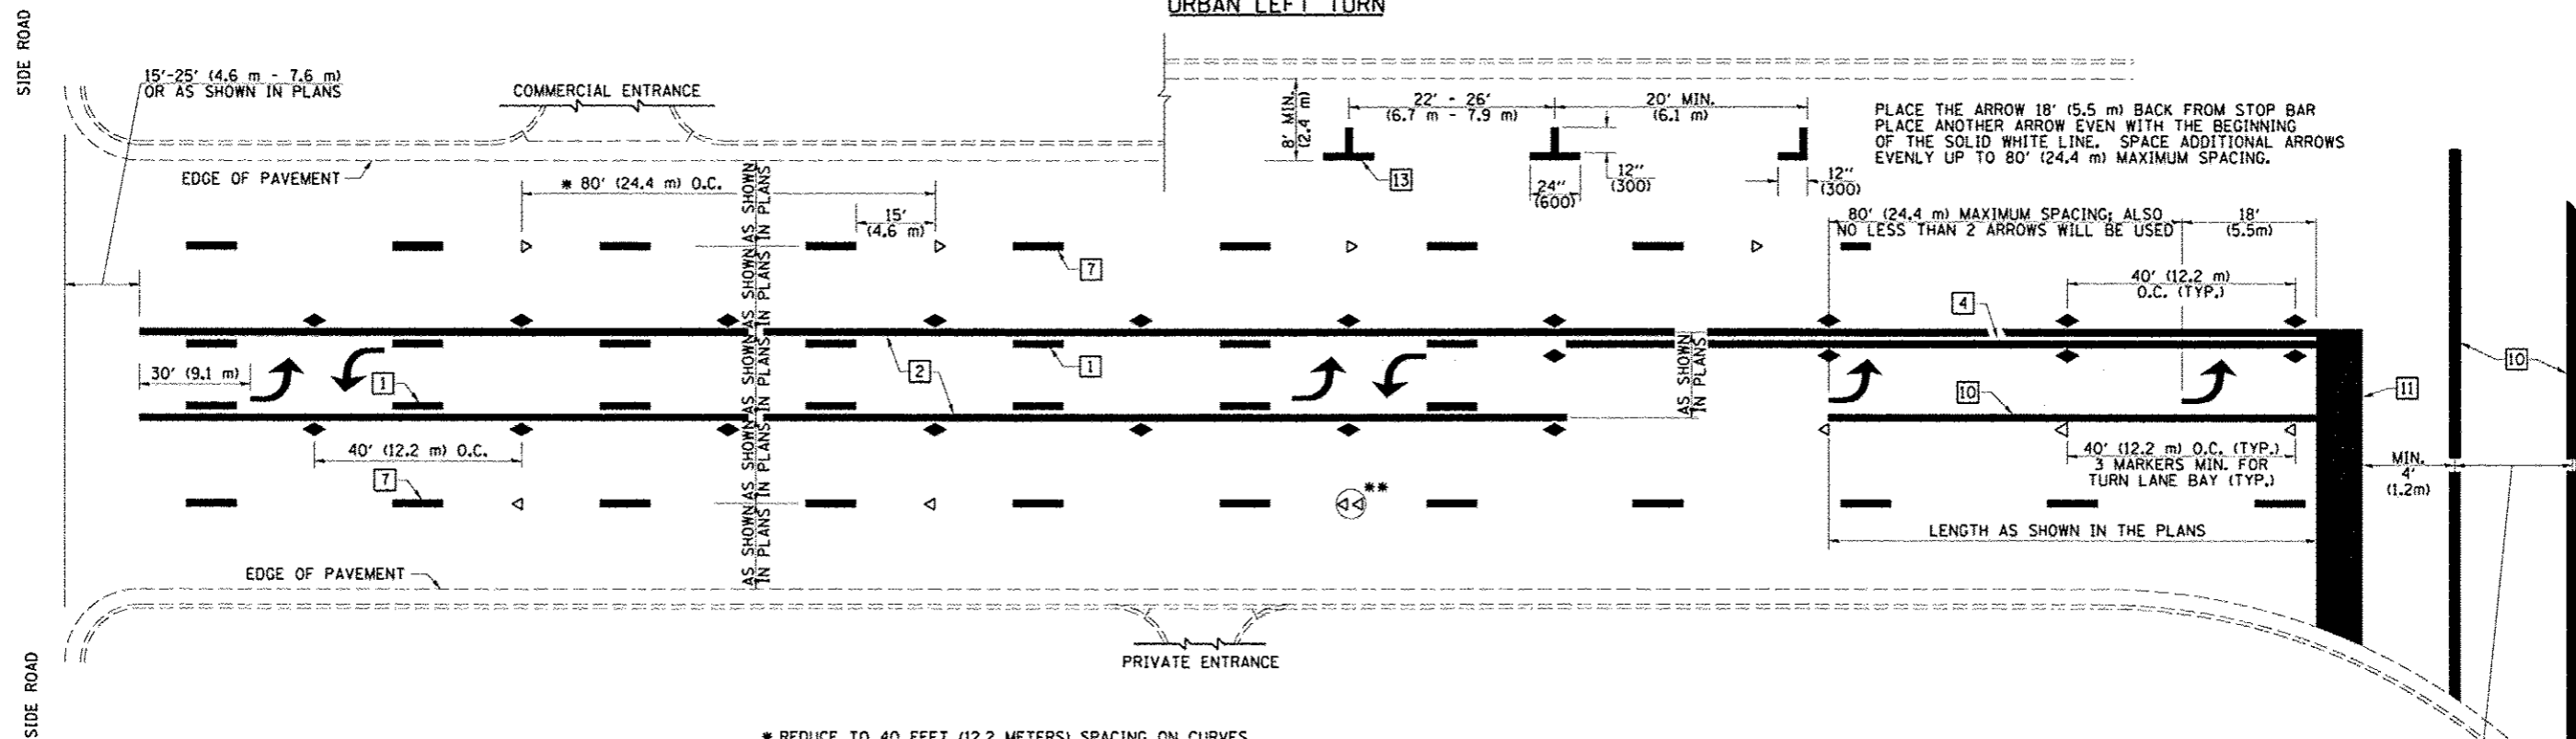 URBAN LEFT TURN
SIDE ROAD
15'-25' (4.6 m - 7.6 m)
OR AS SHOWN IN PLANS
COMMERCIAL ENTRANCE
EDGE OF PAVEMENT
* 80' (24.4 m) O.C.
15'
(4.6 m)
8' MIN.
(2.4 m)
22' - 26'
(6.7 m - 7.9 m)
20' MIN.
(6.1 m)
13
24"
(600)
12"
(300)
12"
(300)
PLACE THE ARROW 18' (5.5 m) BACK FROM STOP BAR
PLACE ANOTHER ARROW EVEN WITH THE BEGINNING
OF THE SOLID WHITE LINE. SPACE ADDITIONAL ARROWS
EVENLY UP TO 80' (24.4 m) MAXIMUM SPACING.
80' (24.4 m) MAXIMUM SPACING; ALSO
NO LESS THAN 2 ARROWS WILL BE USED
18'
(5.5m)
7
40' (12.2 m)
O.C. (TYP.)
4
AS SHOWN AS SHOWN AS SHOWN AS SHOWN AS SHOWN
IN PLANS IN PLANS IN PLANS IN PLANS IN PLANS
30' (9.1 m)
1
2
1
AS SHOWN
IN PLANS
10
11
10
40' (12.2 m) O.C.
7
**
40' (12.2 m) O.C. (TYP.)
3 MARKERS MIN. FOR
TURN LANE BAY (TYP.)
MIN.
4'
(1.2m)
LENGTH AS SHOWN IN THE PLANS
EDGE OF PAVEMENT
PRIVATE ENTRANCE
SIDE ROAD
* REDUCE TO 40 FEET (12.2 METERS) SPACING ON CURVES